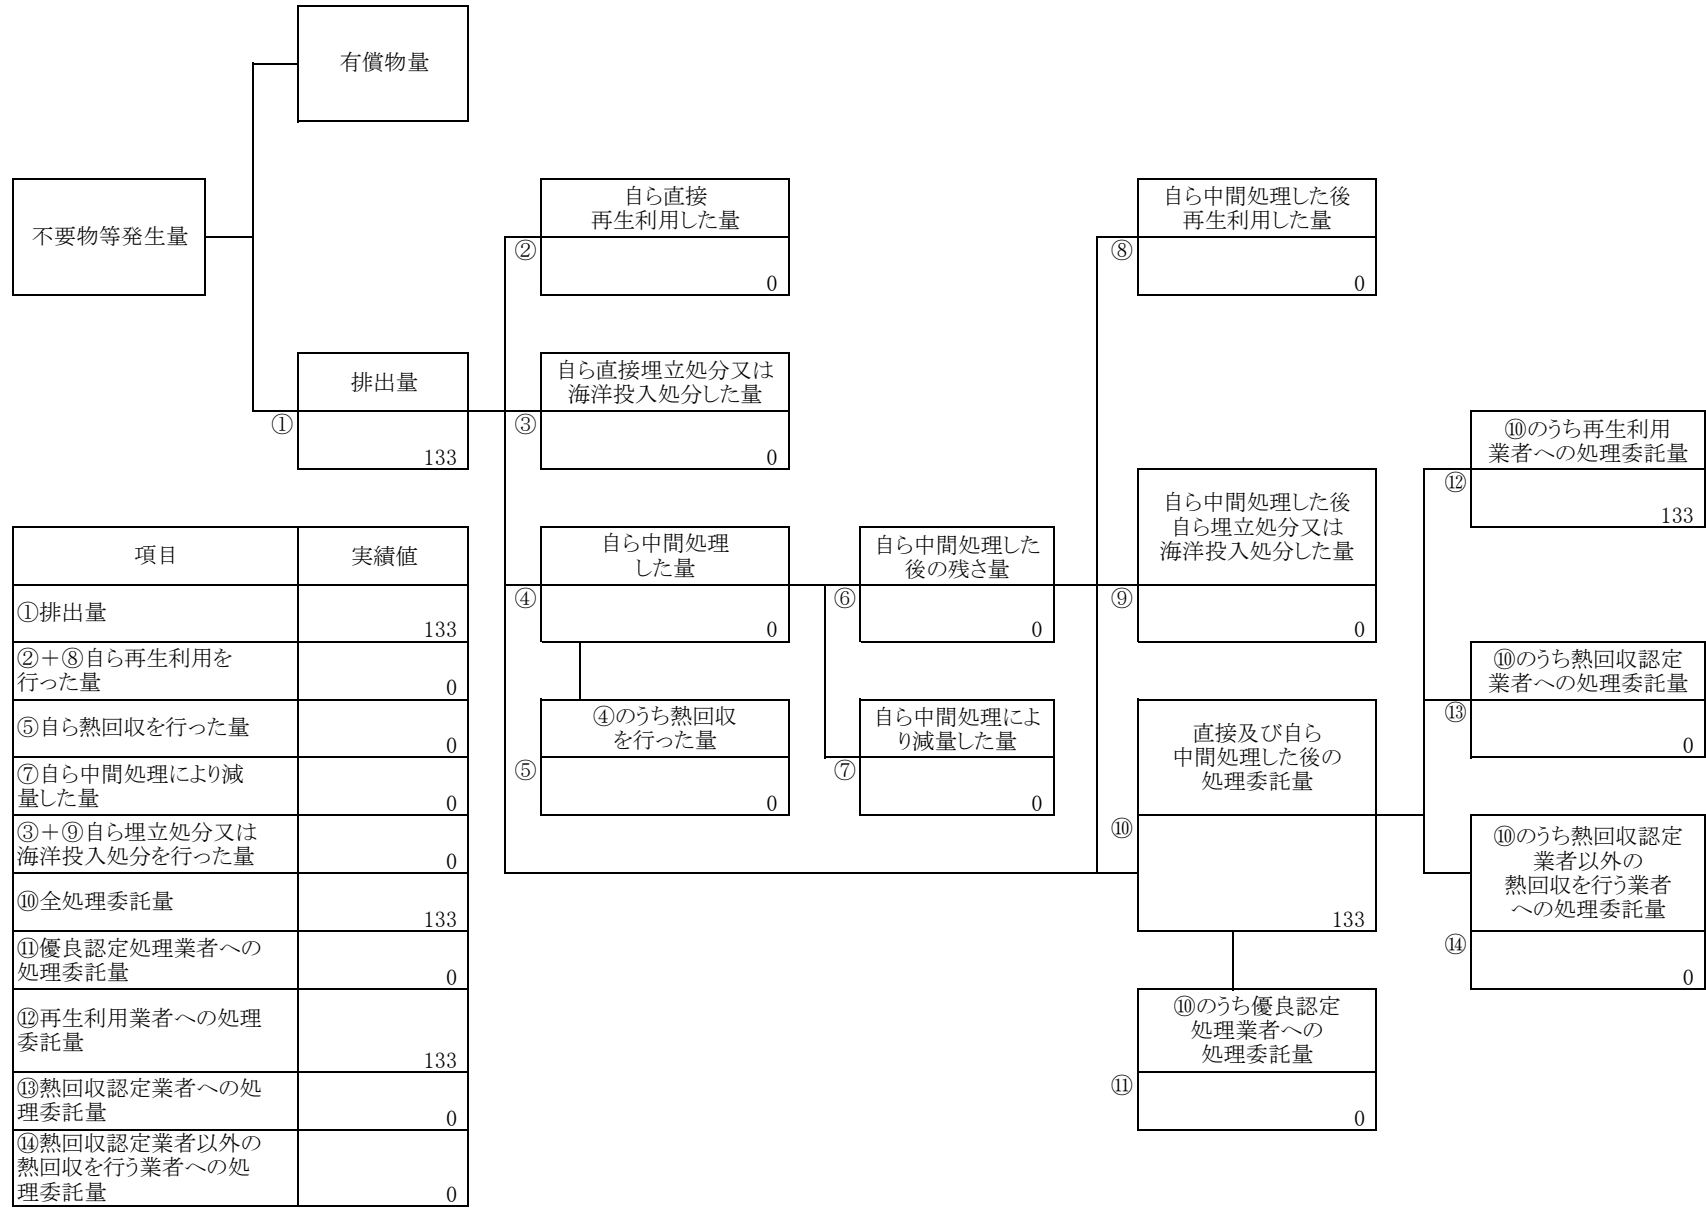 有償物量
不要物等発生量
排出量
①
133
自ら直接
再生利用した量
②
0
自ら直接埋立処分又は
海洋投入処分した量
③
0
自ら中間処理
した量
④
0
④のうち熱回収
を行った量
⑤
0
自ら中間処理した
後の残さ量
⑥
0
自ら中間処理によ
り減量した量
⑦
0
自ら中間処理した後
再生利用した量
⑧
0
自ら中間処理した後
自ら埋立処分又は
海洋投入処分した量
⑨
0
直接及び自ら
中間処理した後の
処理委託量
⑩
133
⑩のうち優良認定
処理業者への
処理委託量
⑪
0
⑩のうち再生利用
業者への処理委託量
⑫
133
⑩のうち熱回収認定
業者への処理委託量
⑬
0
⑩のうち熱回収認定
業者以外の
熱回収を行う業者
への処理委託量
⑭
0
項目 実績値
①排出量
133
②＋⑧自ら再生利用を
行った量
0
⑤自ら熱回収を行った量
0
⑦自ら中間処理により減
量した量
0
③＋⑨自ら埋立処分又は
海洋投入処分を行った量
0
⑩全処理委託量
133
⑪優良認定処理業者への
処理委託量
0
⑫再生利用業者への処理
委託量
133
⑬熱回収認定業者への処
理委託量
0
⑭熱回収認定業者以外の
熱回収を行う業者への処
理委託量
0